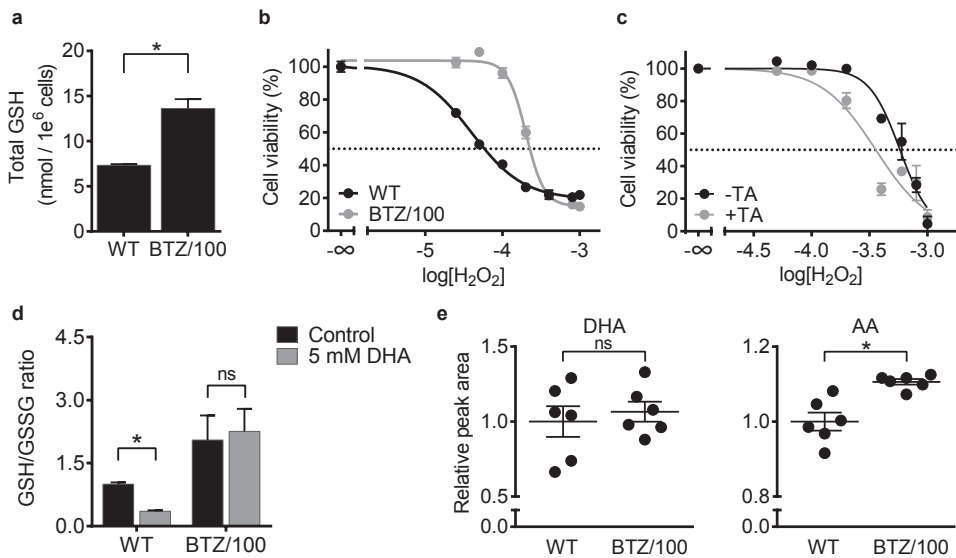 a
Total GSH
(nmol / 1e⁶ cells)
20
15
10
5
0
*
WT
BTZ/100
b
Cell viability (%)
120
100
80
60
40
20
0
WT
BTZ/100
-∞
-5
-4
-3
log[H₂O₂]
c
Cell viability (%)
120
100
80
60
40
20
0
-TA
+TA
-∞
-4.5
-4.0
-3.5
-3.0
log[H₂O₂]
d
GSH/GSSG ratio
4.5
3.0
1.5
0.0
*
ns
WT
BTZ/100
Control
5 mM DHA
e
Relative peak area
DHA
ns
1.5
1.0
0.5
0.0
WT
BTZ/100
AA
*
1.2
1.0
0.8
0.0
WT
BTZ/100